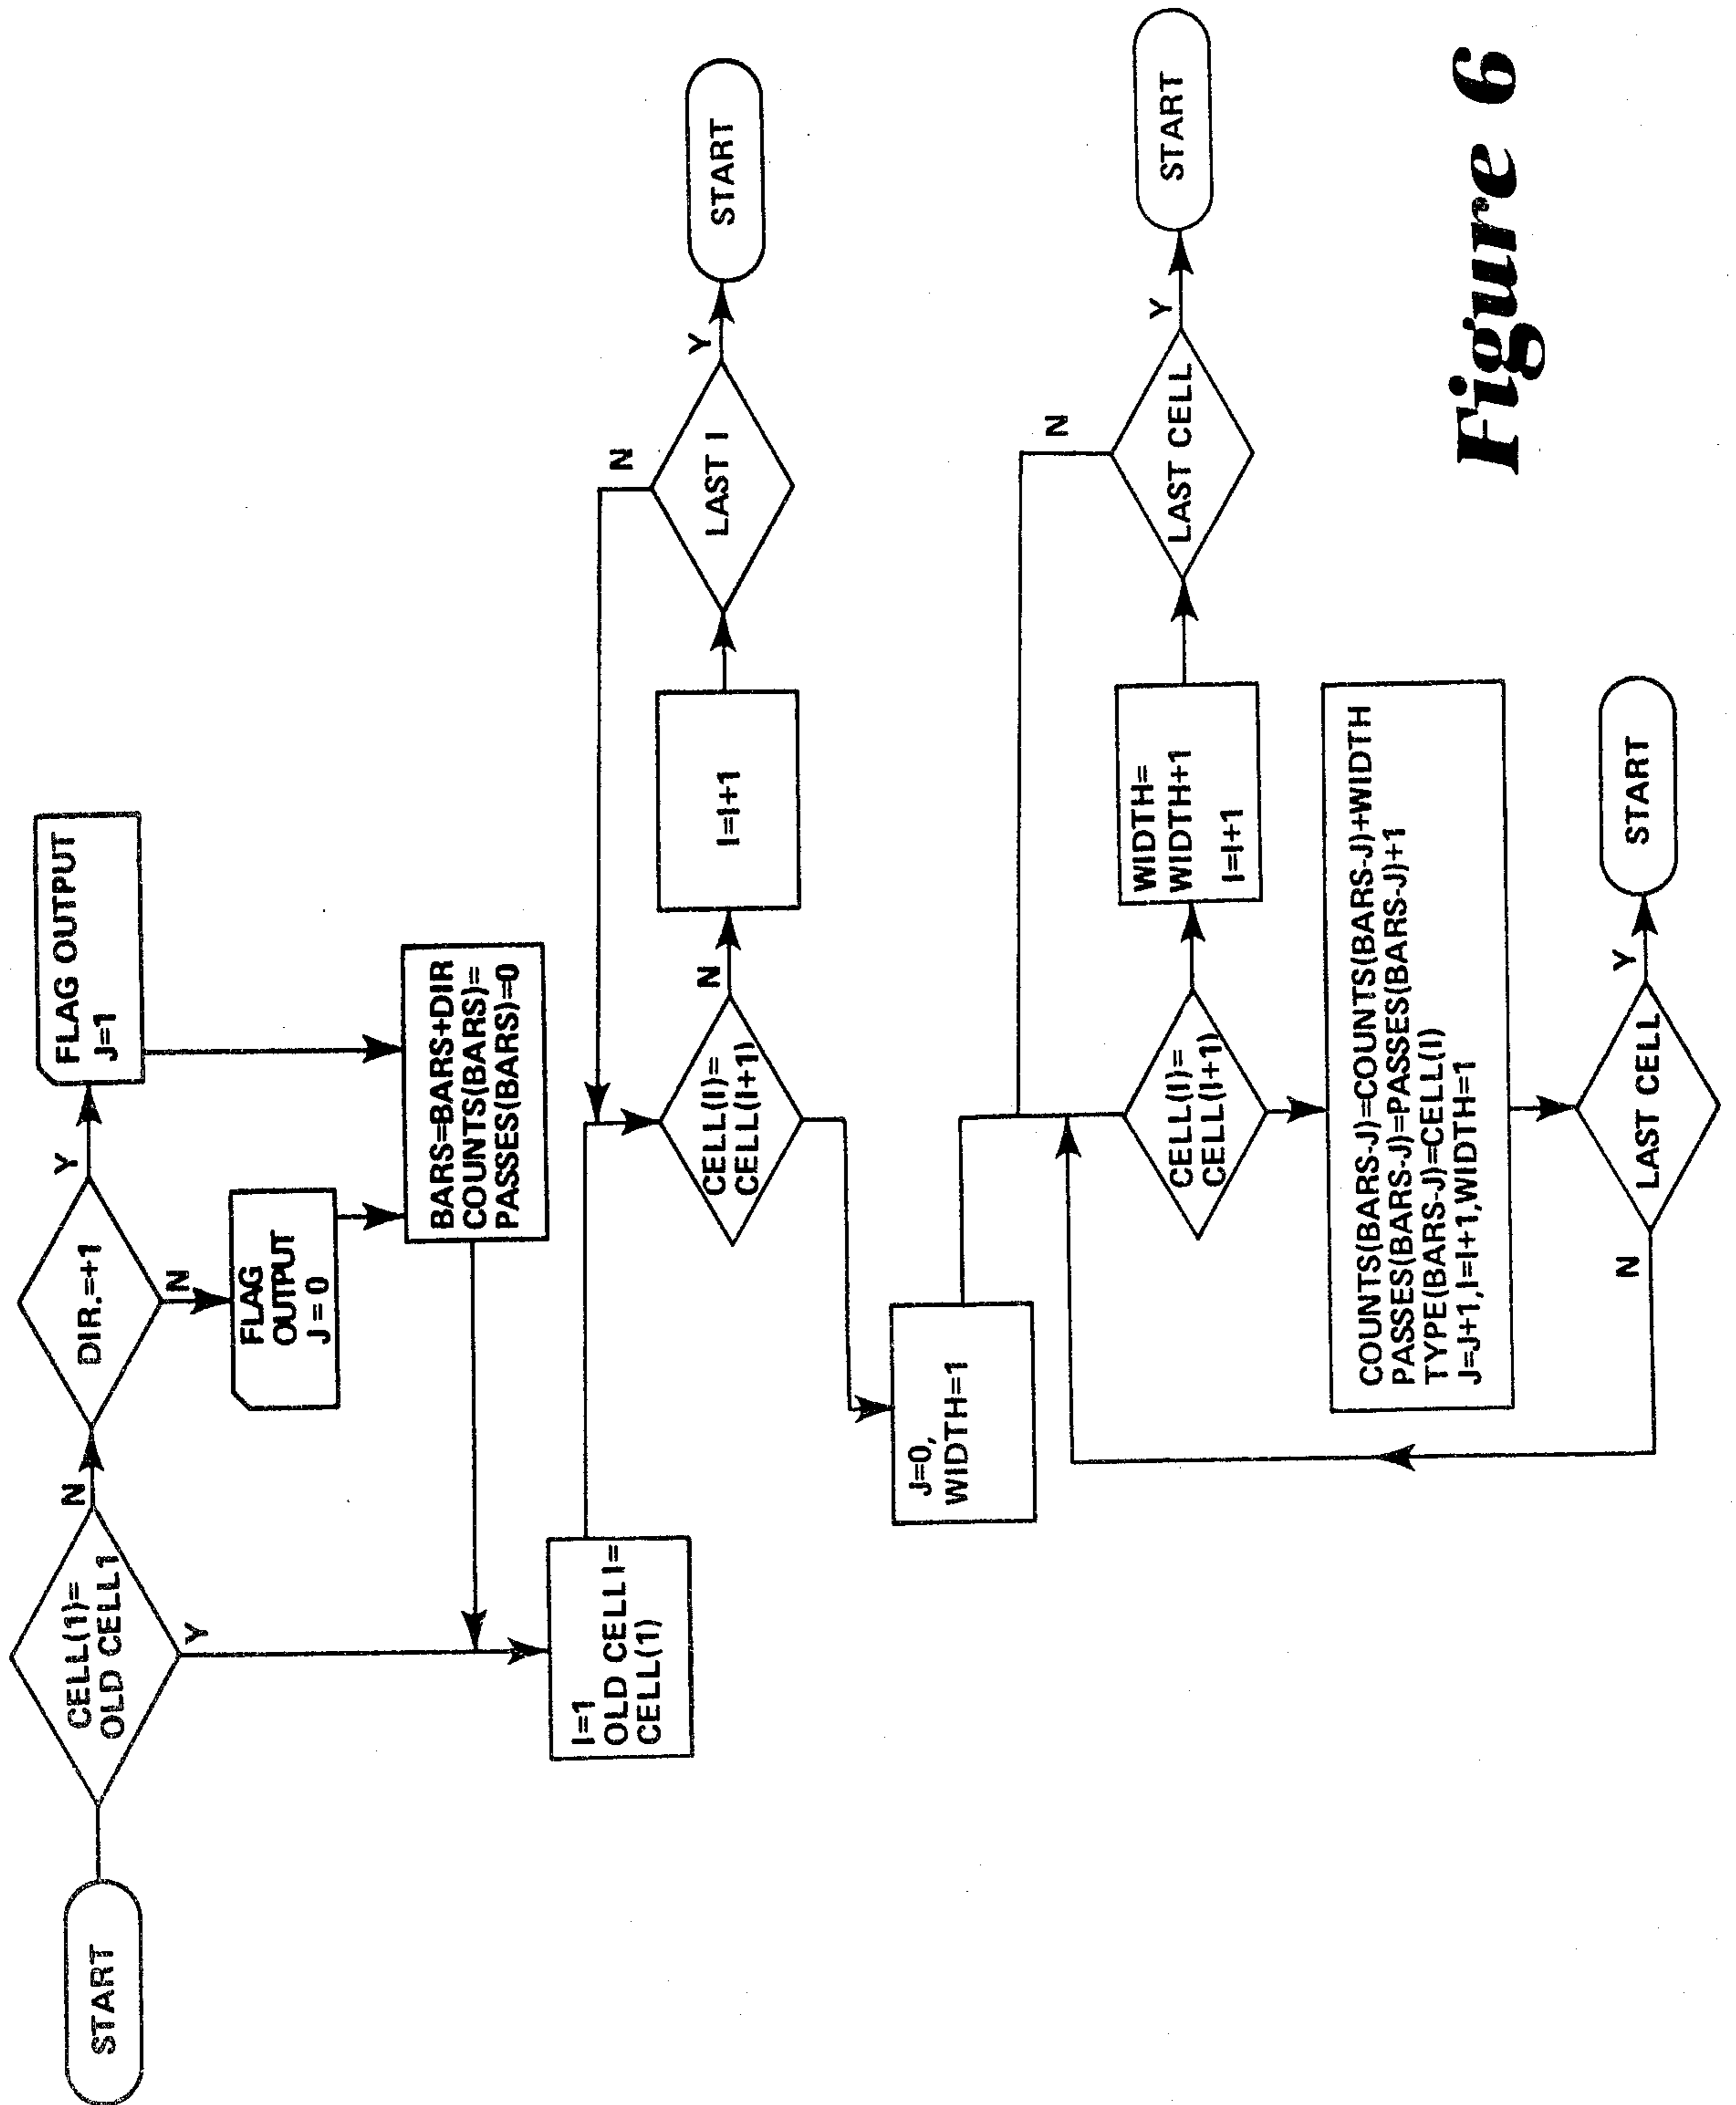 START
CELL(1)=
OLD CELL1
N
Y
DIR.=+1
Y
N
FLAG OUTPUT
J=1
FLAG
OUTPUT
J = 0
BARS=BARS+DIR
COUNTS(BARS)=
PASSES(BARS)=0
I=1
OLD CELLI=
CELL(1)
CELL(I)=
CELL(I+1)
N
I=I+1
LAST I
N
Y
START
J=0,
WIDTH=1
CELL(I)=
CELL(I+1)
WIDTH=
WIDTH+1
I=I+1
LAST CELL
N
Y
START
COUNTS(BARS-J)=COUNTS(BARS-J)+WIDTH
PASSES(BARS-J)=PASSES(BARS-J)+1
TYPE(BARS-J)=CELL(I)
J=J+1,I=I+1,WIDTH=1
LAST CELL
N
Y
START
Figure 6